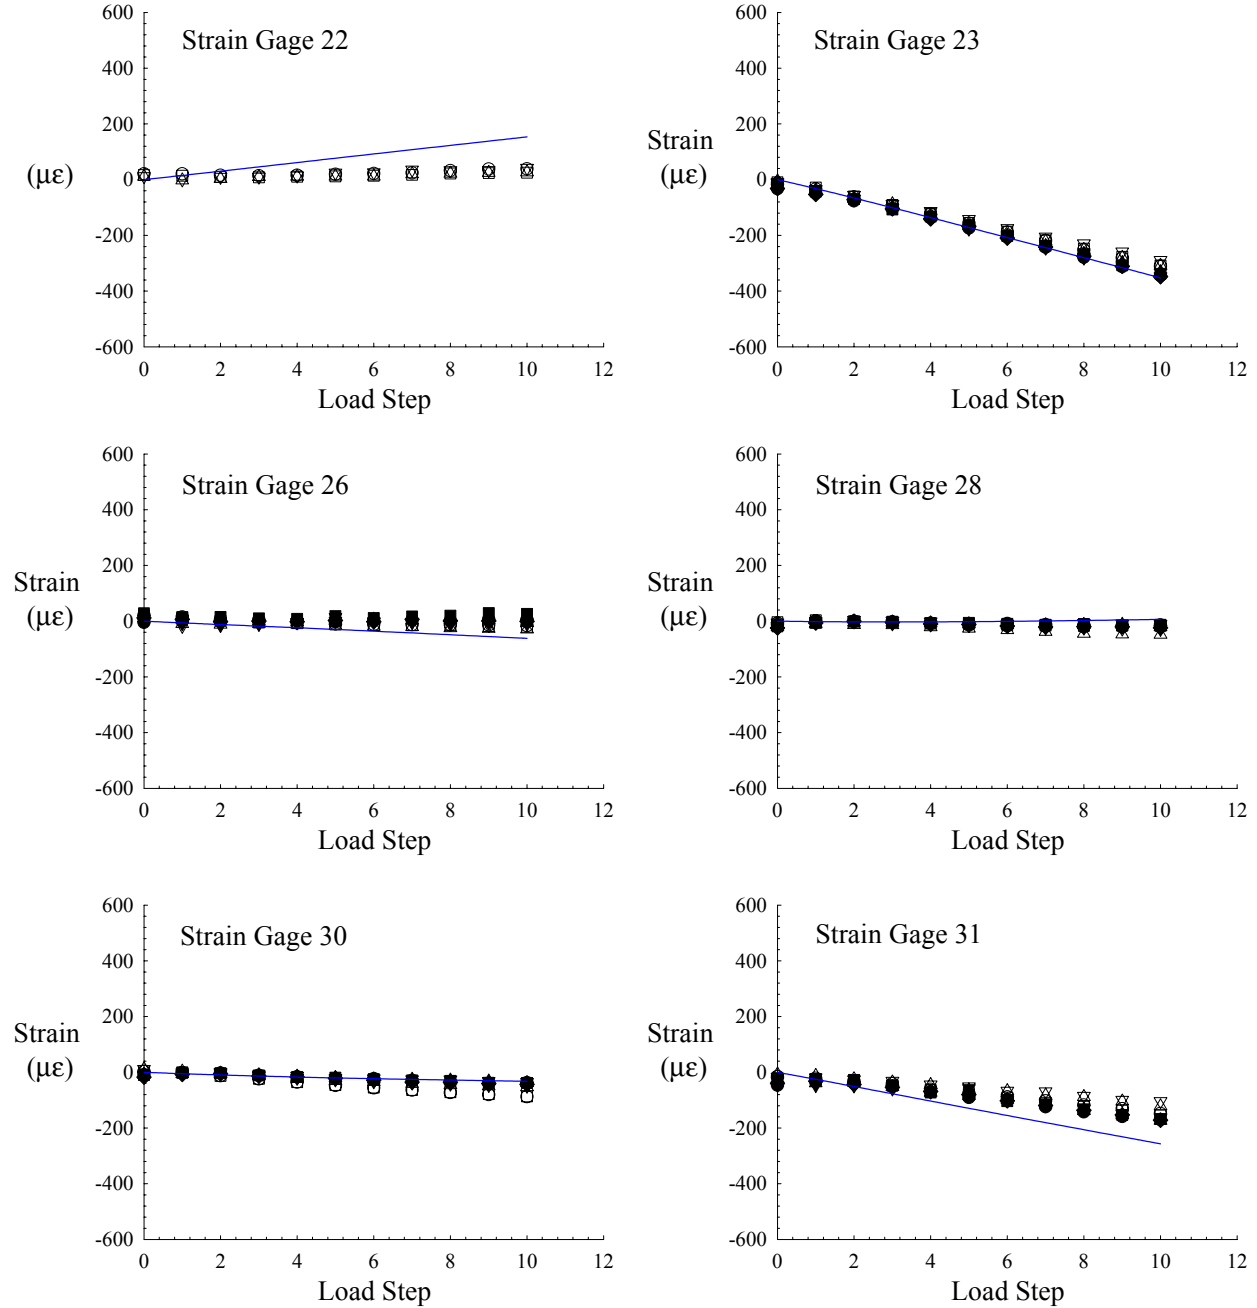 600
Strain Gage 22
400
200
(με)
0
-200
-400
-600
0 2 4 6 8 10 12
Load Step
600
Strain Gage 23
400
200
Strain
(με)
0
-200
-400
-600
0 2 4 6 8 10 12
Load Step
600
Strain Gage 26
400
200
Strain
(με)
0
-200
-400
-600
0 2 4 6 8 10 12
Load Step
600
Strain Gage 28
400
200
Strain
(με)
0
-200
-400
-600
0 2 4 6 8 10 12
Load Step
600
Strain Gage 30
400
200
Strain
(με)
0
-200
-400
-600
0 2 4 6 8 10 12
Load Step
600
Strain Gage 31
400
200
Strain
(με)
0
-200
-400
-600
0 2 4 6 8 10 12
Load Step